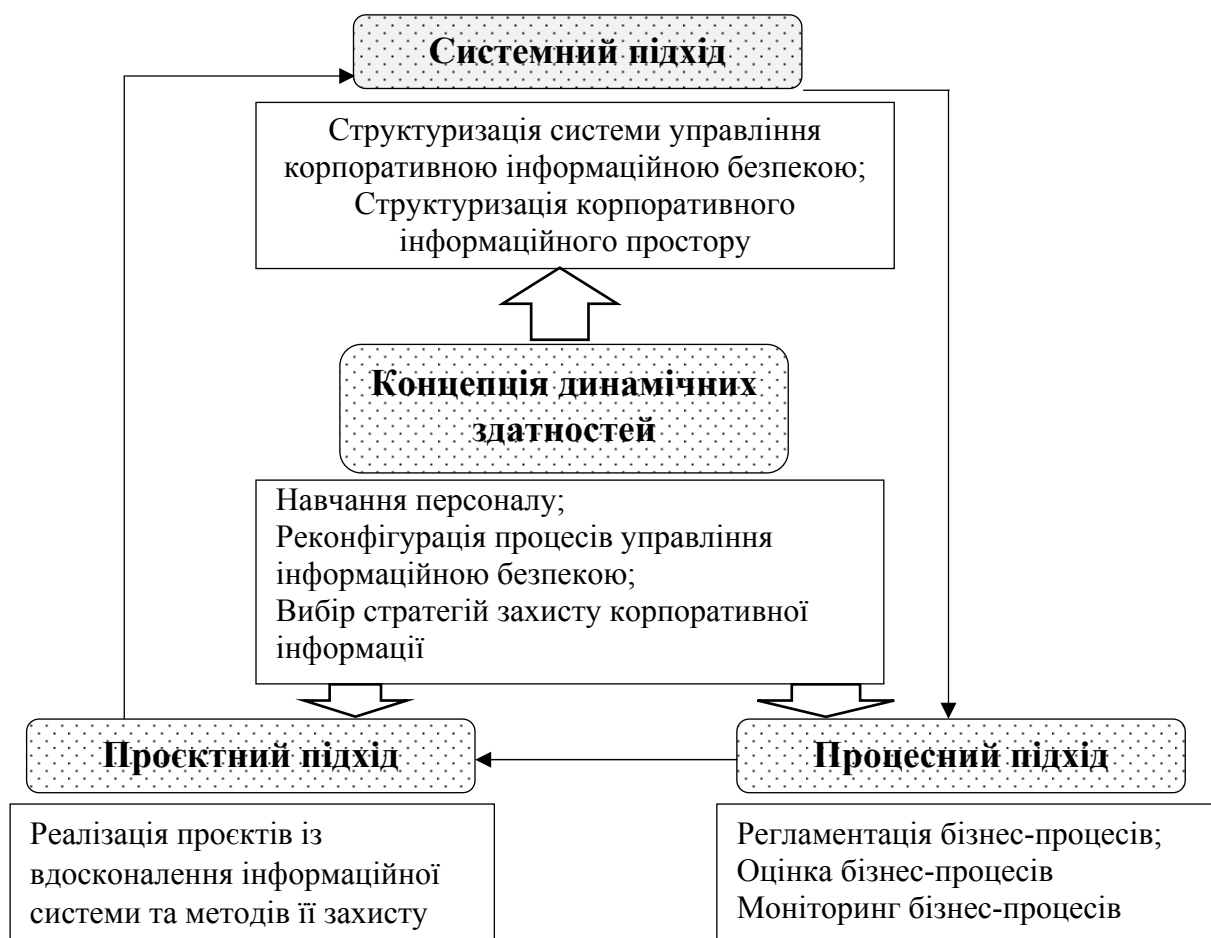 Системний підхід
Структуризація системи управління
корпоративною інформаційною безпекою;
Структуризація корпоративного
інформаційного простору
Концепція динамічних
здатностей
Навчання персоналу;
Реконфігурація процесів управління
інформаційною безпекою;
Вибір стратегій захисту корпоративної
інформації
Проєктний підхід
Процесний підхід
Реалізація проєктів із
вдосконалення інформаційної
системи та методів її захисту
Регламентація бізнес-процесів;
Оцінка бізнес-процесів
Моніторинг бізнес-процесів